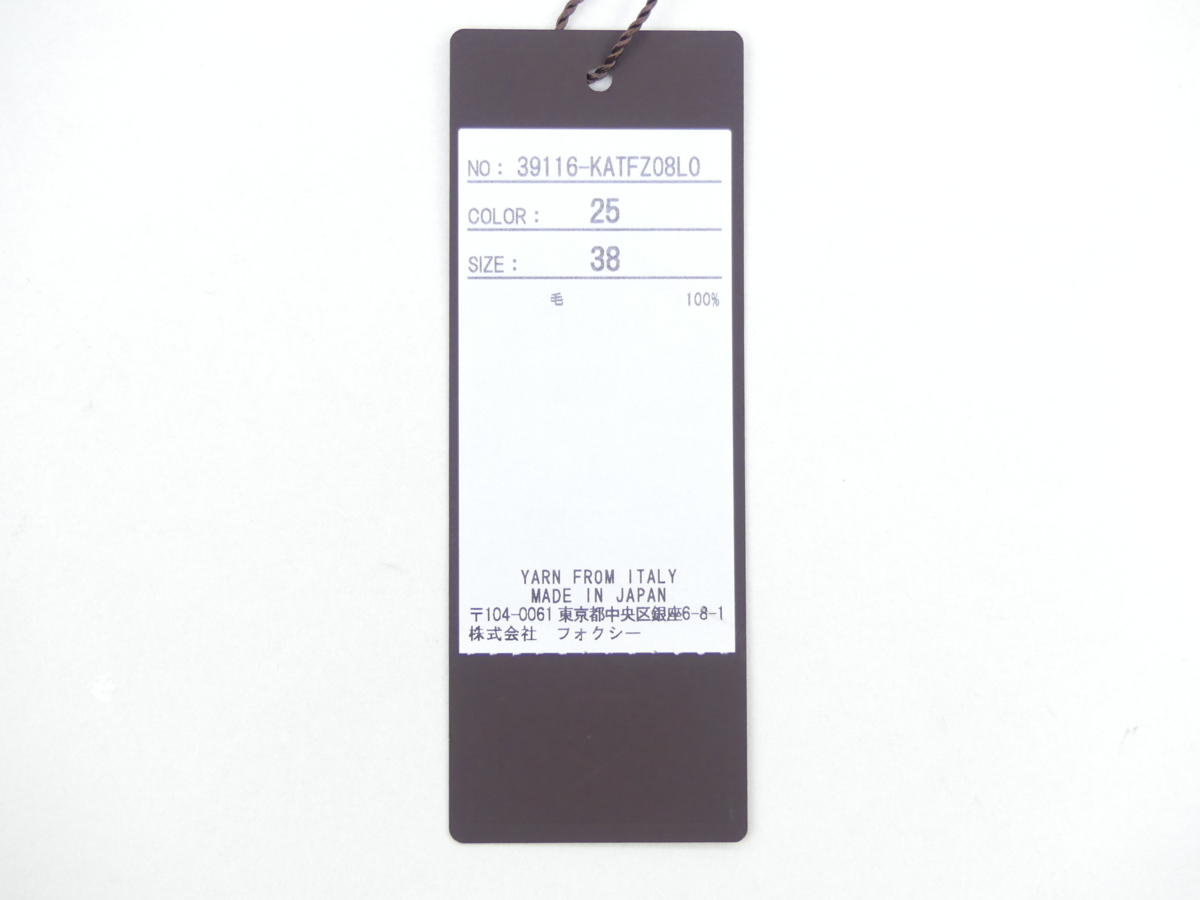 NO： 39116-KATFZ08L0
COLOR： 25
SIZE： 38
毛 100%
YARN FROM ITALY
MADE IN JAPAN
〒104-0061 東京都中央区銀座6-8-1
株式会社 フォクシー